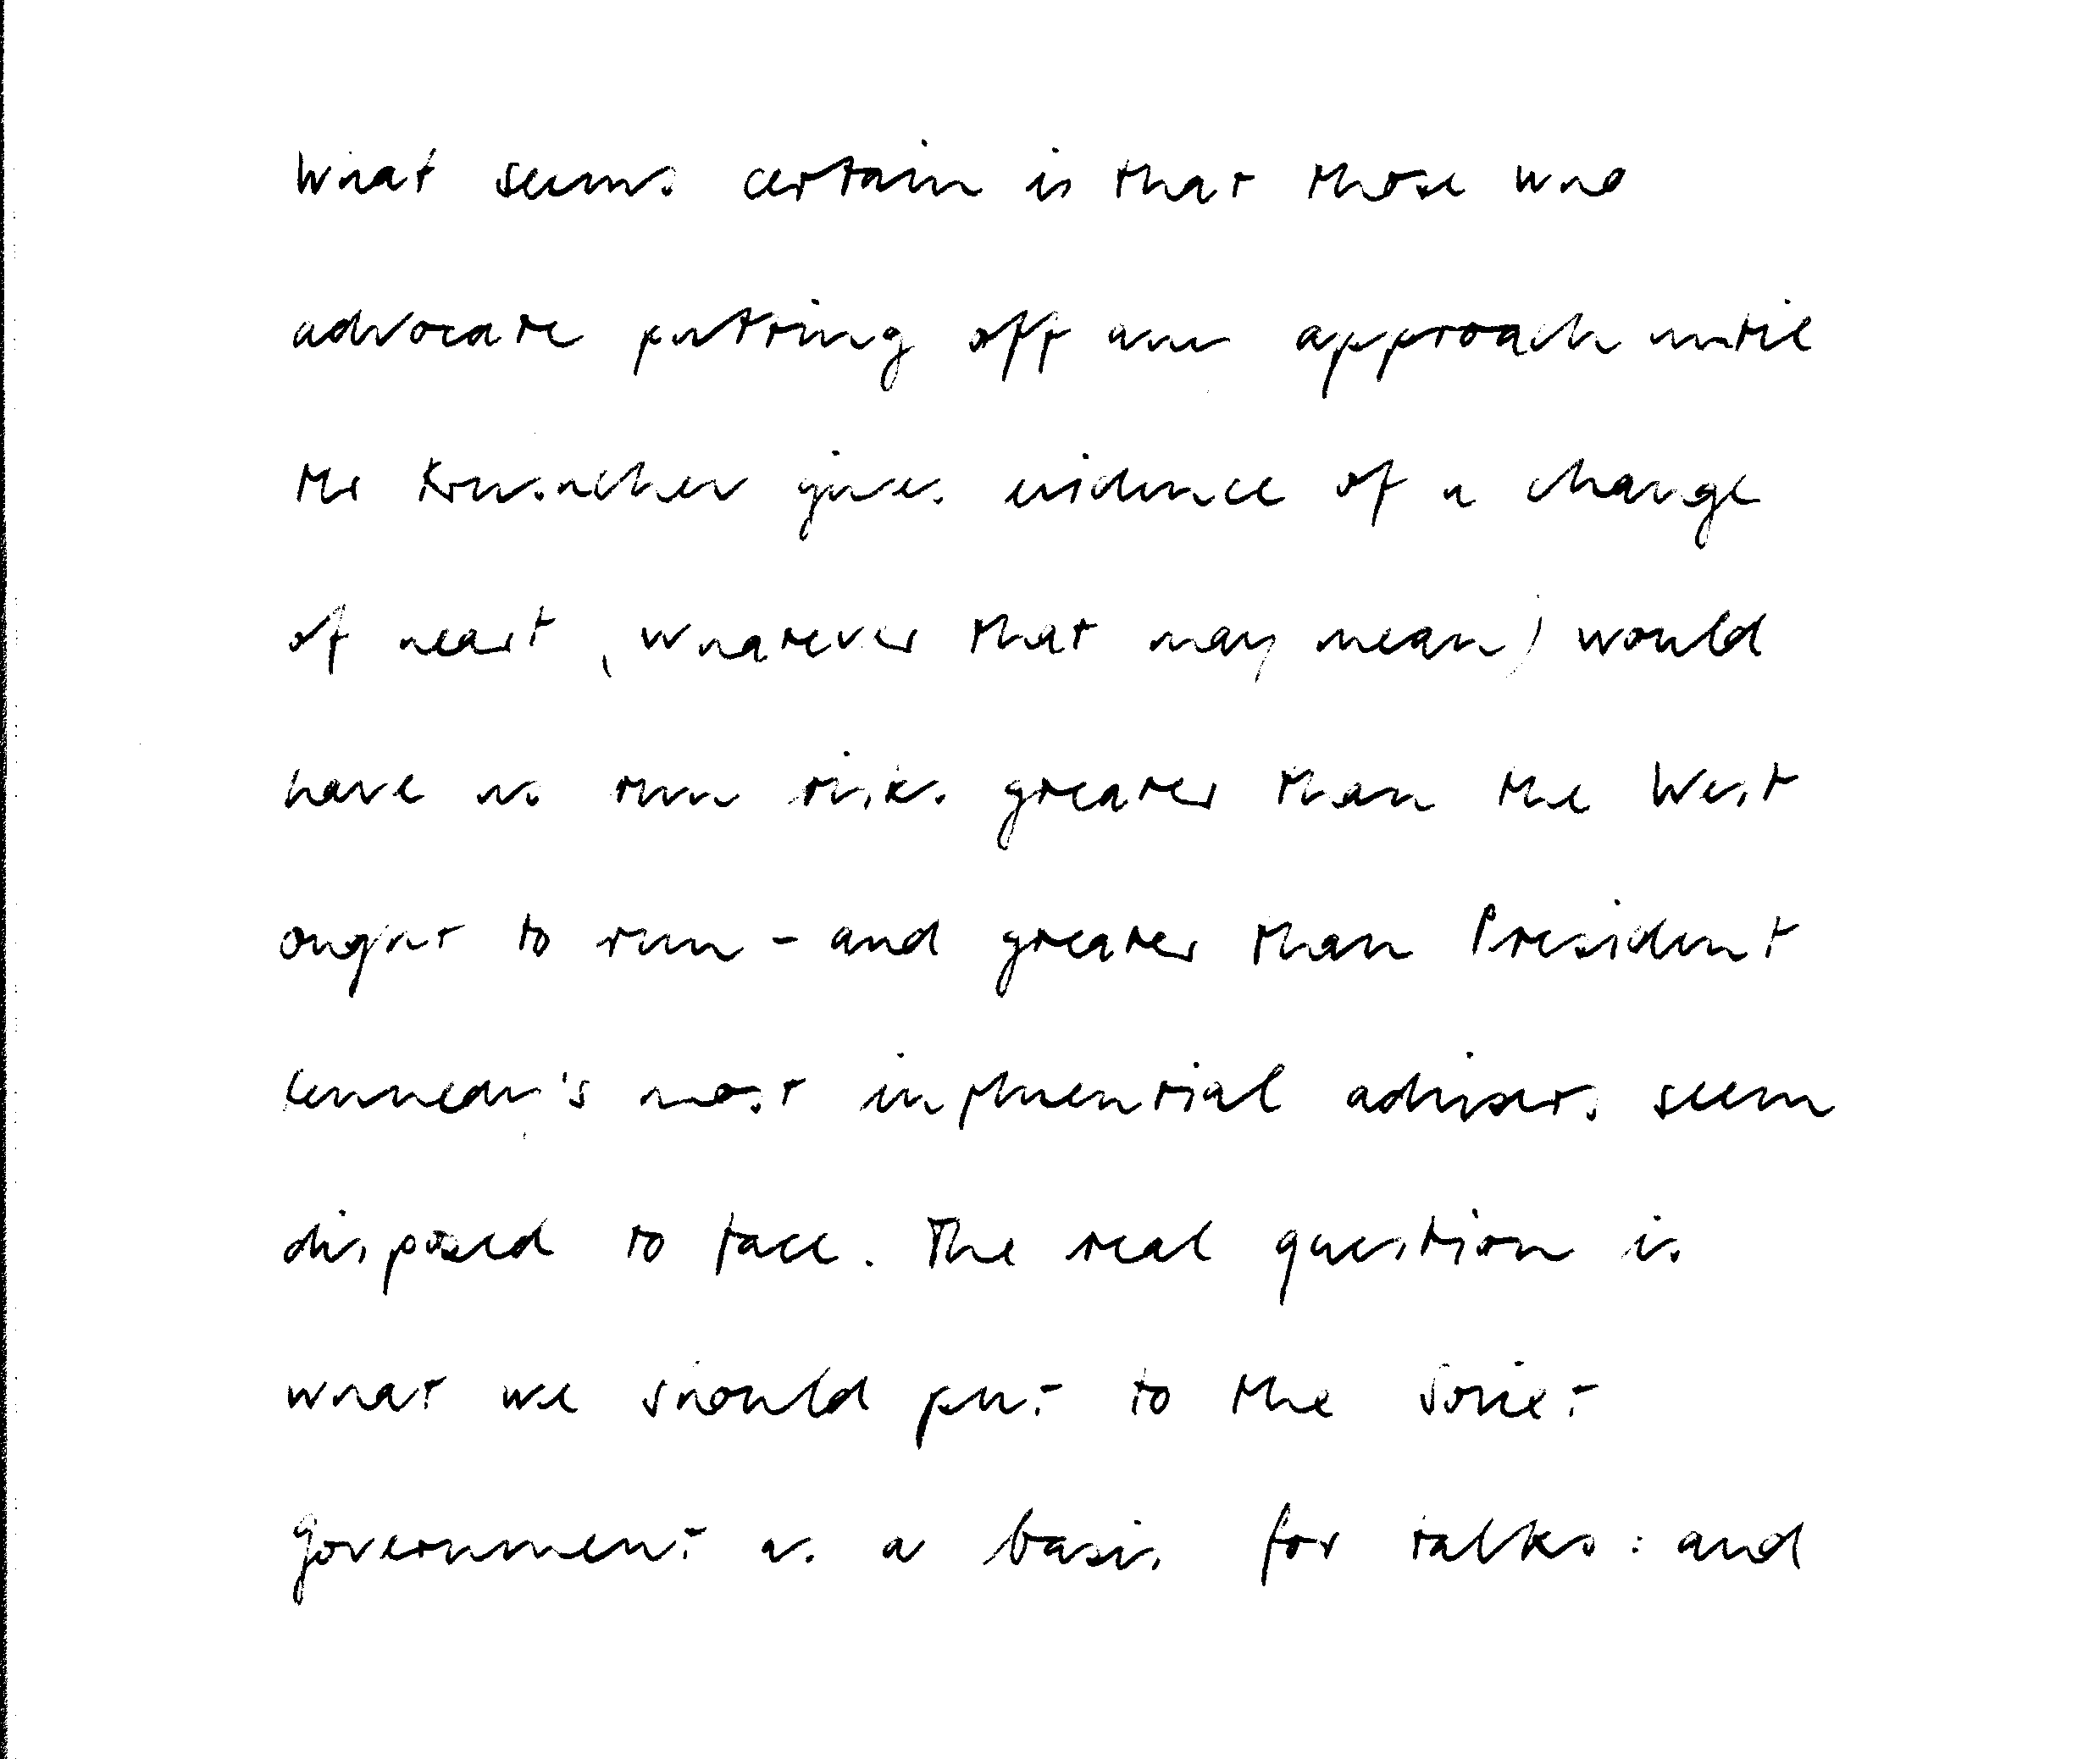 What seems certain is that those who
advocate putting off any approach until
Mr Krushchev gives evidence of a change
of heart (whatever that may mean) would
have us run risks greater than the West
ought to run - and greater than President
Kennedy's most influential advisers seem
disposed to face. The real question is
what we should put to the Soviet
Government as a basis for talks: and